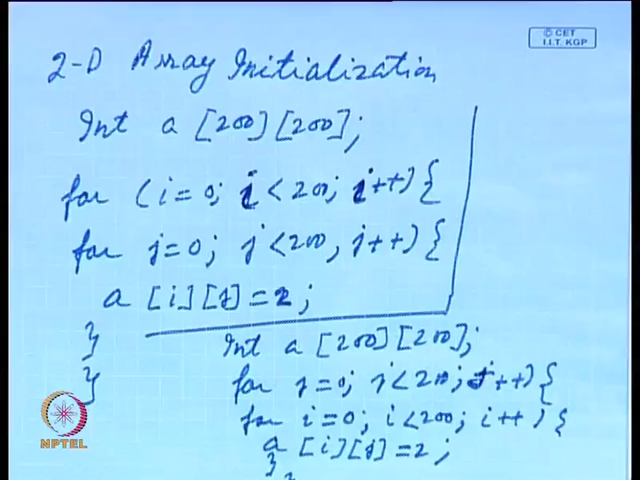 © CET
I.I.T. KGP
2-D Array Initialization
Int a [200][200];
for (i=0; i<200; i++) {
for j=0; j<200, j++) {
a [i][j]=2;
}
}
Int a [200][200];
for j=0; j<200; j++) {
for i=0; i<200; i++) {
a [i][j]=2;
}
}
NPTEL